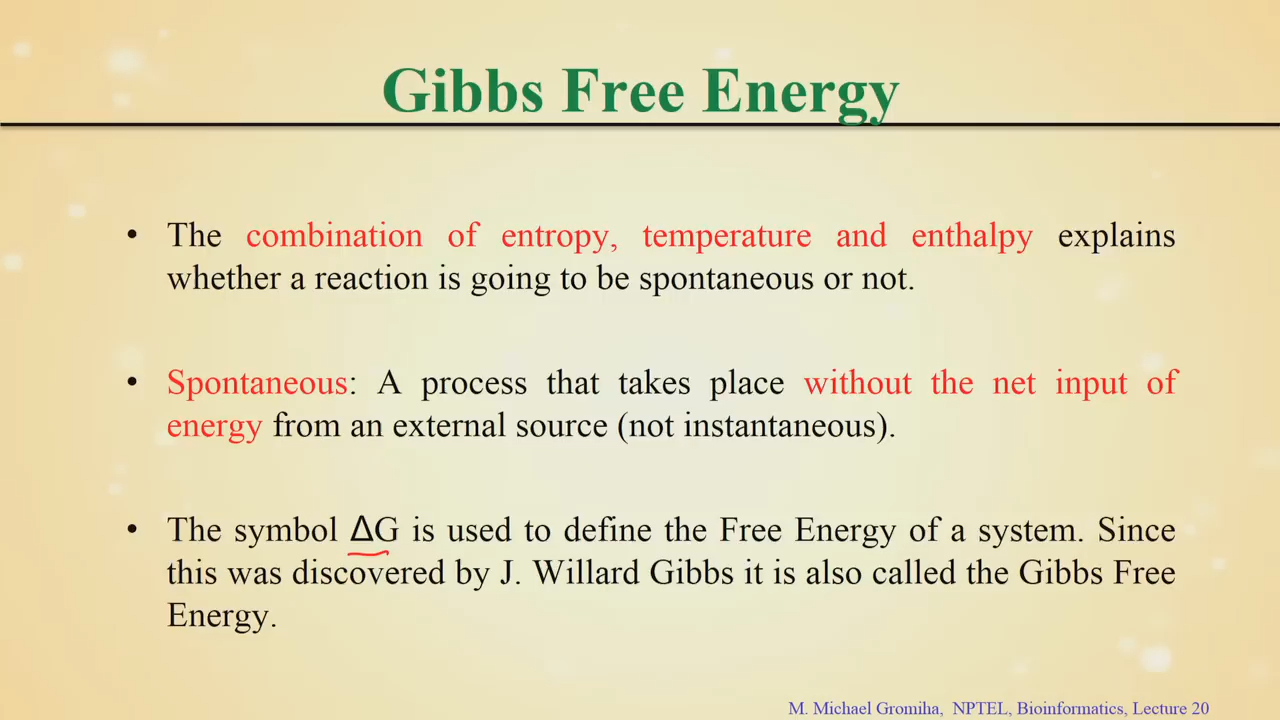 Gibbs Free Energy
• The combination of entropy, temperature and enthalpy explains
whether a reaction is going to be spontaneous or not.
• Spontaneous: A process that takes place without the net input of
energy from an external source (not instantaneous).
• The symbol ΔG is used to define the Free Energy of a system. Since
this was discovered by J. Willard Gibbs it is also called the Gibbs Free
Energy.
M. Michael Gromiha, NPTEL, Bioinformatics, Lecture 20